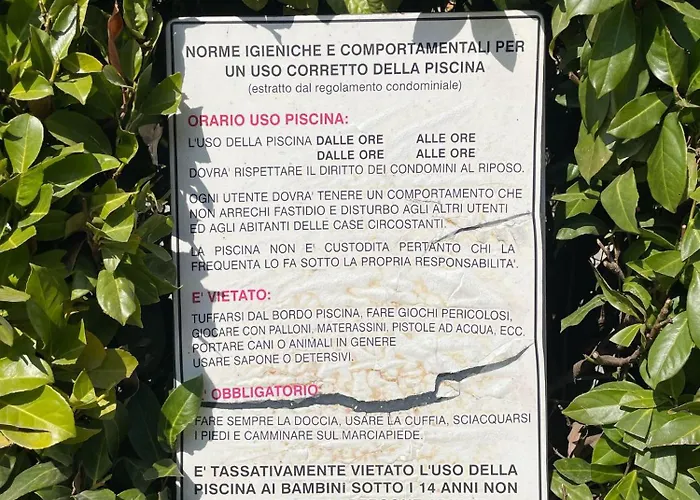 NORME IGIENICHE E COMPORTAMENTALI PER
UN USO CORRETTO DELLA PISCINA
(estratto dal regolamento condominiale)
ORARIO USO PISCINA:
L'USO DELLA PISCINA DALLE ORE ALLE ORE
DALLE ORE ALLE ORE
DOVRA' RISPETTARE IL DIRITTO DEI CONDOMINI AL RIPOSO.
OGNI UTENTE DOVRA' TENERE UN COMPORTAMENTO CHE
NON ARRECHI FASTIDIO E DISTURBO AGLI ALTRI UTENTI
ED AGLI ABITANTI DELLE CASE CIRCOSTANTI.
LA PISCINA NON E' CUSTODITA PERTANTO CHI LA
FREQUENTA LO FA SOTTO LA PROPRIA RESPONSABILITA'.
E' VIETATO:
TUFFARSI DAL BORDO PISCINA, FARE GIOCHI PERICOLOSI,
GIOCARE CON PALLONI, MATERASSINI, PISTOLE AD ACQUA, ECC.
PORTARE CANI O ANIMALI IN GENERE
USARE SAPONE O DETERSIVI.
OBBLIGATORIO
FARE SEMPRE LA DOCCIA, USARE LA CUFFIA, SCIACQUARSI
I PIEDI E CAMMINARE SUL MARCIAPIEDE.
E' TASSATIVAMENTE VIETATO L'USO DELLA
PISCINA AI BAMBINI SOTTO I 14 ANNI NON